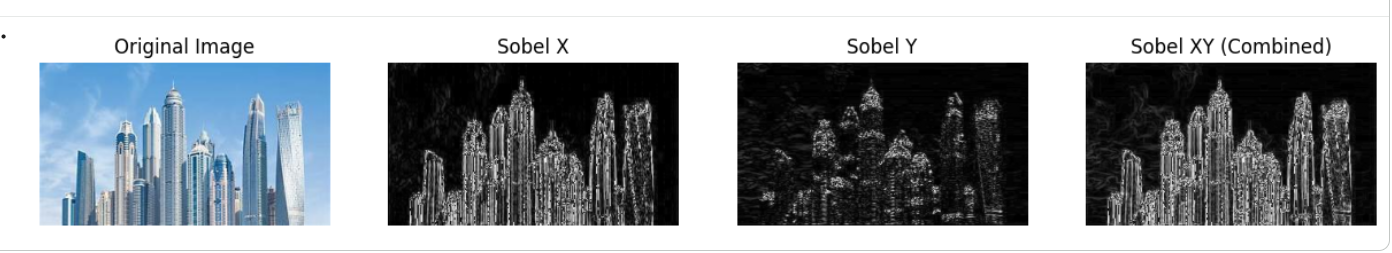 Original Image
Sobel X
Sobel Y
Sobel XY (Combined)